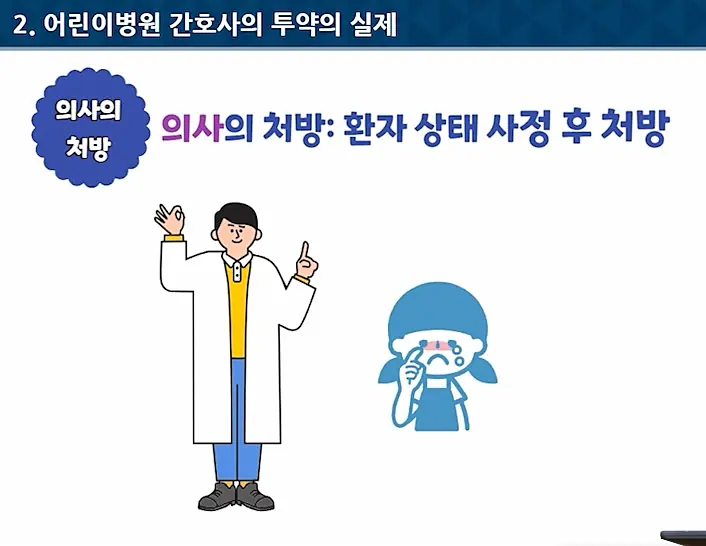 2. 어린이병원 간호사의 투약의 실제
의사의
처방
의사의 처방: 환자 상태 사정 후 처방